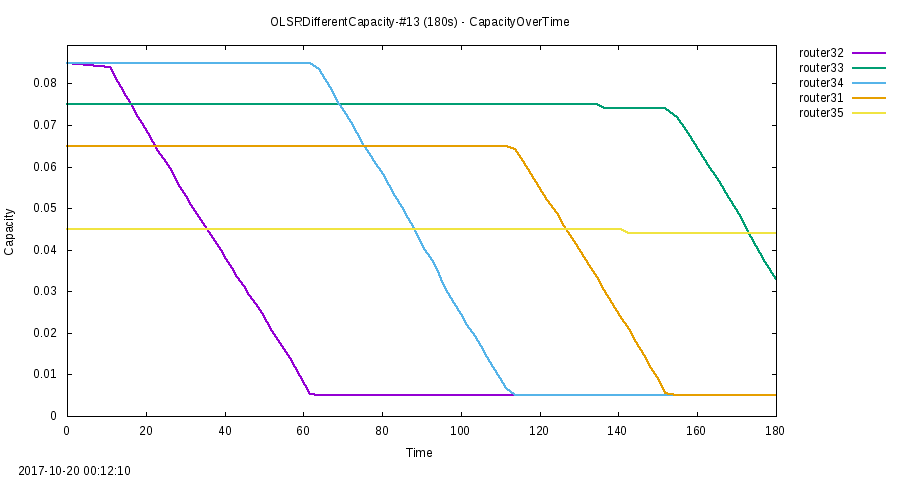 OLSRDifferentCapacity-#13 (180s) - CapacityOverTime
router32
router33
router34
router31
router35
0.08
0.07
0.06
0.05
0.04
0.03
0.02
0.01
0
Capacity
0 20 40 60 80 100 120 140 160 180
Time
2017-10-20 00:12:10